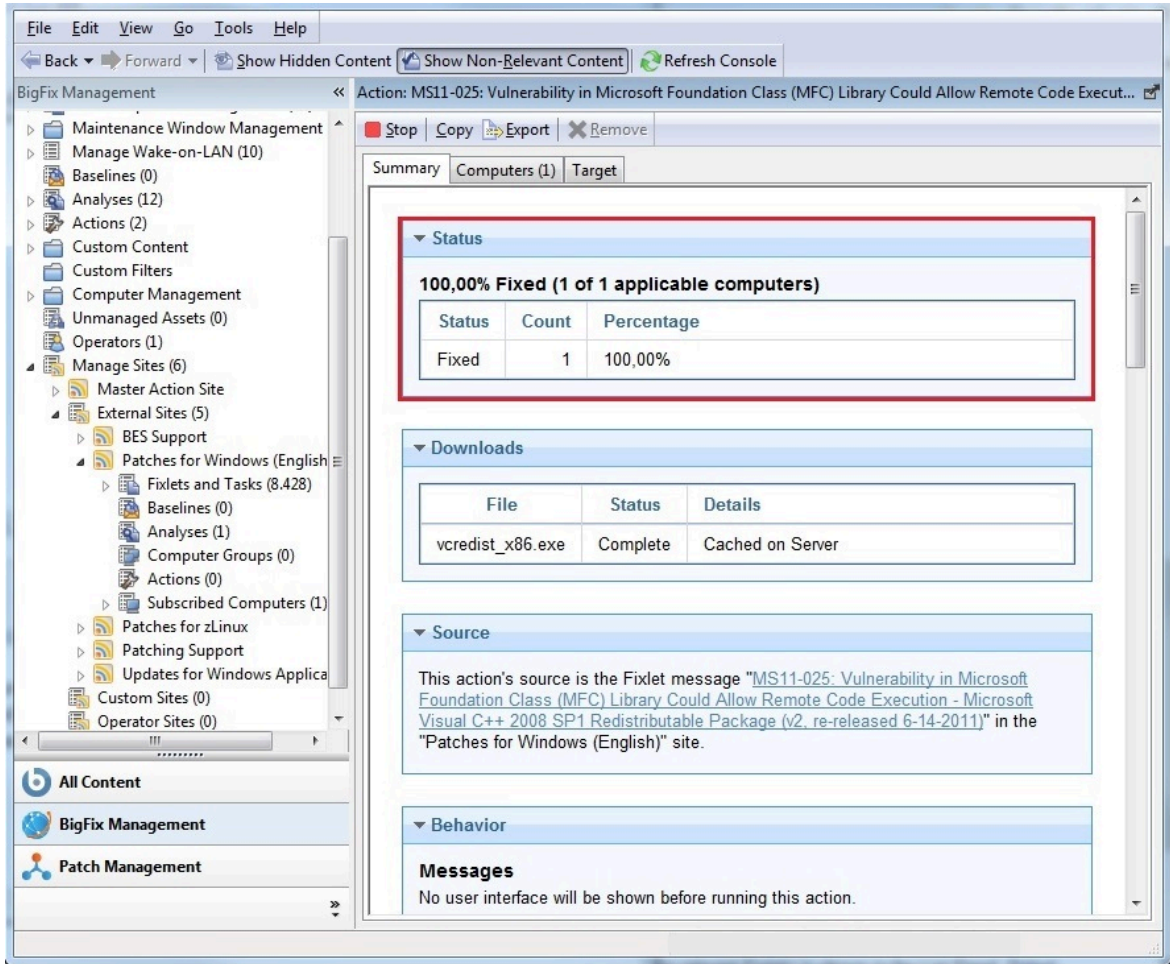 File Edit View Go Tools Help
Back Forward Show Hidden Content Show Non-Relevant Content Refresh Console
BigFix Management «
Maintenance Window Management
Manage Wake-on-LAN (10)
Baselines (0)
Analyses (12)
Actions (2)
Custom Content
Custom Filters
Computer Management
Unmanaged Assets (0)
Operators (1)
Manage Sites (6)
Master Action Site
External Sites (5)
BES Support
Patches for Windows (English
Fixlets and Tasks (8.428)
Baselines (0)
Analyses (1)
Computer Groups (0)
Actions (0)
Subscribed Computers (1)
Patches for zLinux
Patching Support
Updates for Windows Applica
Custom Sites (0)
Operator Sites (0)
All Content
BigFix Management
Patch Management
»
Action: MS11-025: Vulnerability in Microsoft Foundation Class (MFC) Library Could Allow Remote Code Execut...
Stop Copy Export Remove
Summary Computers (1) Target
Status
100,00% Fixed (1 of 1 applicable computers)
Status Count Percentage
Fixed 1 100,00%
Downloads
File Status Details
vcredist_x86.exe Complete Cached on Server
Source
This action's source is the Fixlet message "MS11-025: Vulnerability in Microsoft
Foundation Class (MFC) Library Could Allow Remote Code Execution - Microsoft
Visual C++ 2008 SP1 Redistributable Package (v2, re-released 6-14-2011)" in the
"Patches for Windows (English)" site.
Behavior
Messages
No user interface will be shown before running this action.